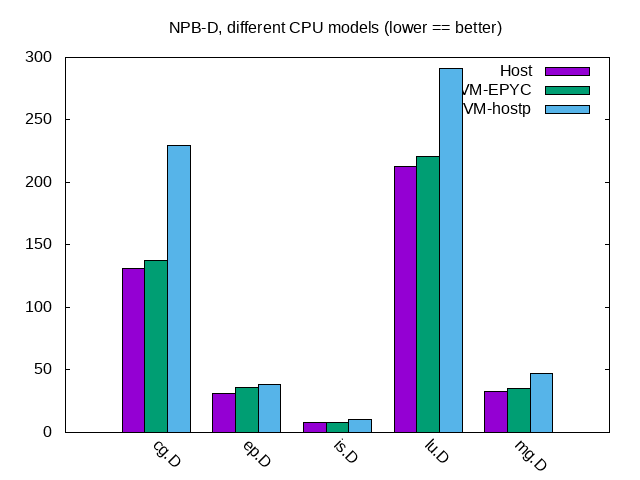 NPB-D, different CPU models (lower == better)
300
250
200
150
100
50
0
Host
VM-EPYC
VM-hostp
cg.D
ep.D
is.D
lu.D
mg.D